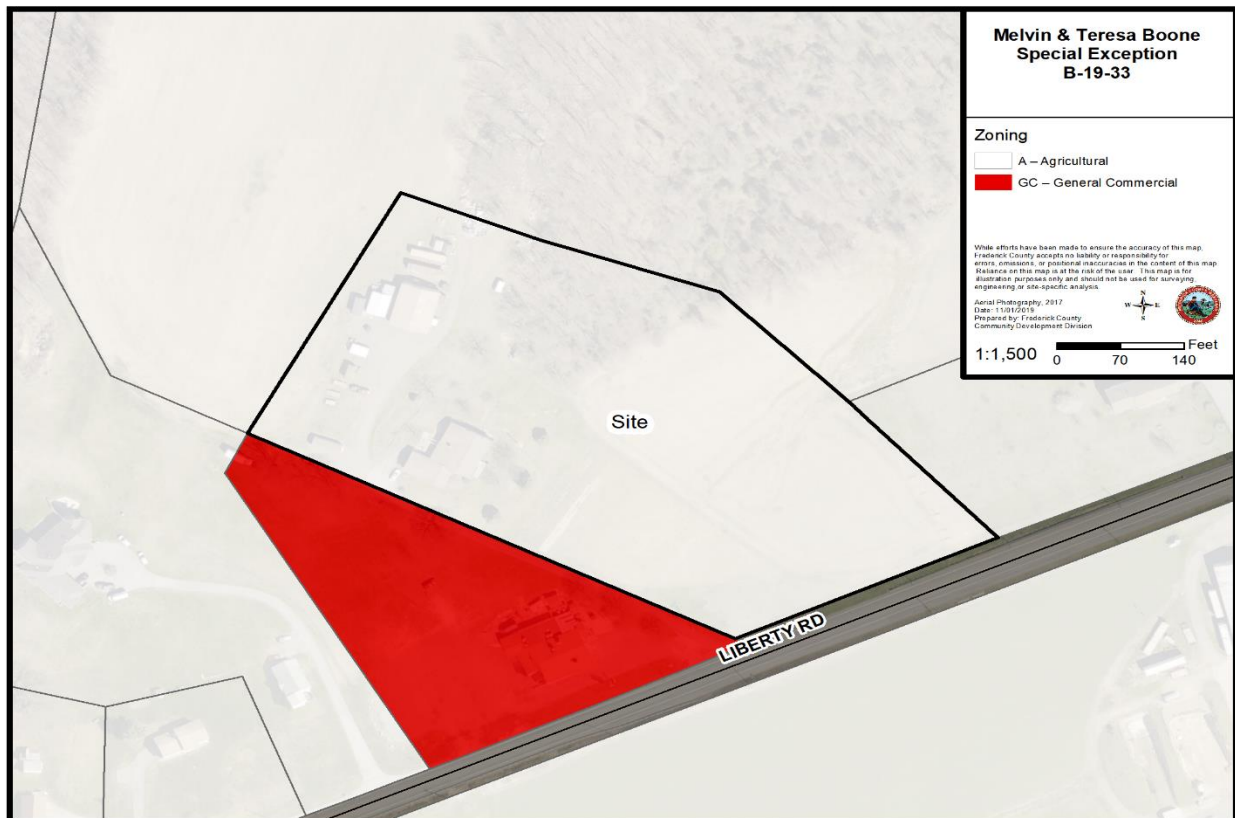 Melvin & Teresa Boone
Special Exception
B-19-33
Zoning
A – Agricultural
GC – General Commercial
While efforts have been made to ensure the accuracy of this map,
Frederick County accepts no liability or responsibility for
errors, omissions, or positional inaccuracies in the content of this map.
Reliance on this map is at the risk of the user. This map is for
illustration purposes only and should not be used for surveying,
engineering,or site-specific analysis.
Aerial Photography, 2017
Date: 11/01/2019
Prepared by: Frederick County
Community Development Division
N
W E
S
1:1,500
Feet
0 70 140
Site
LIBERTY RD